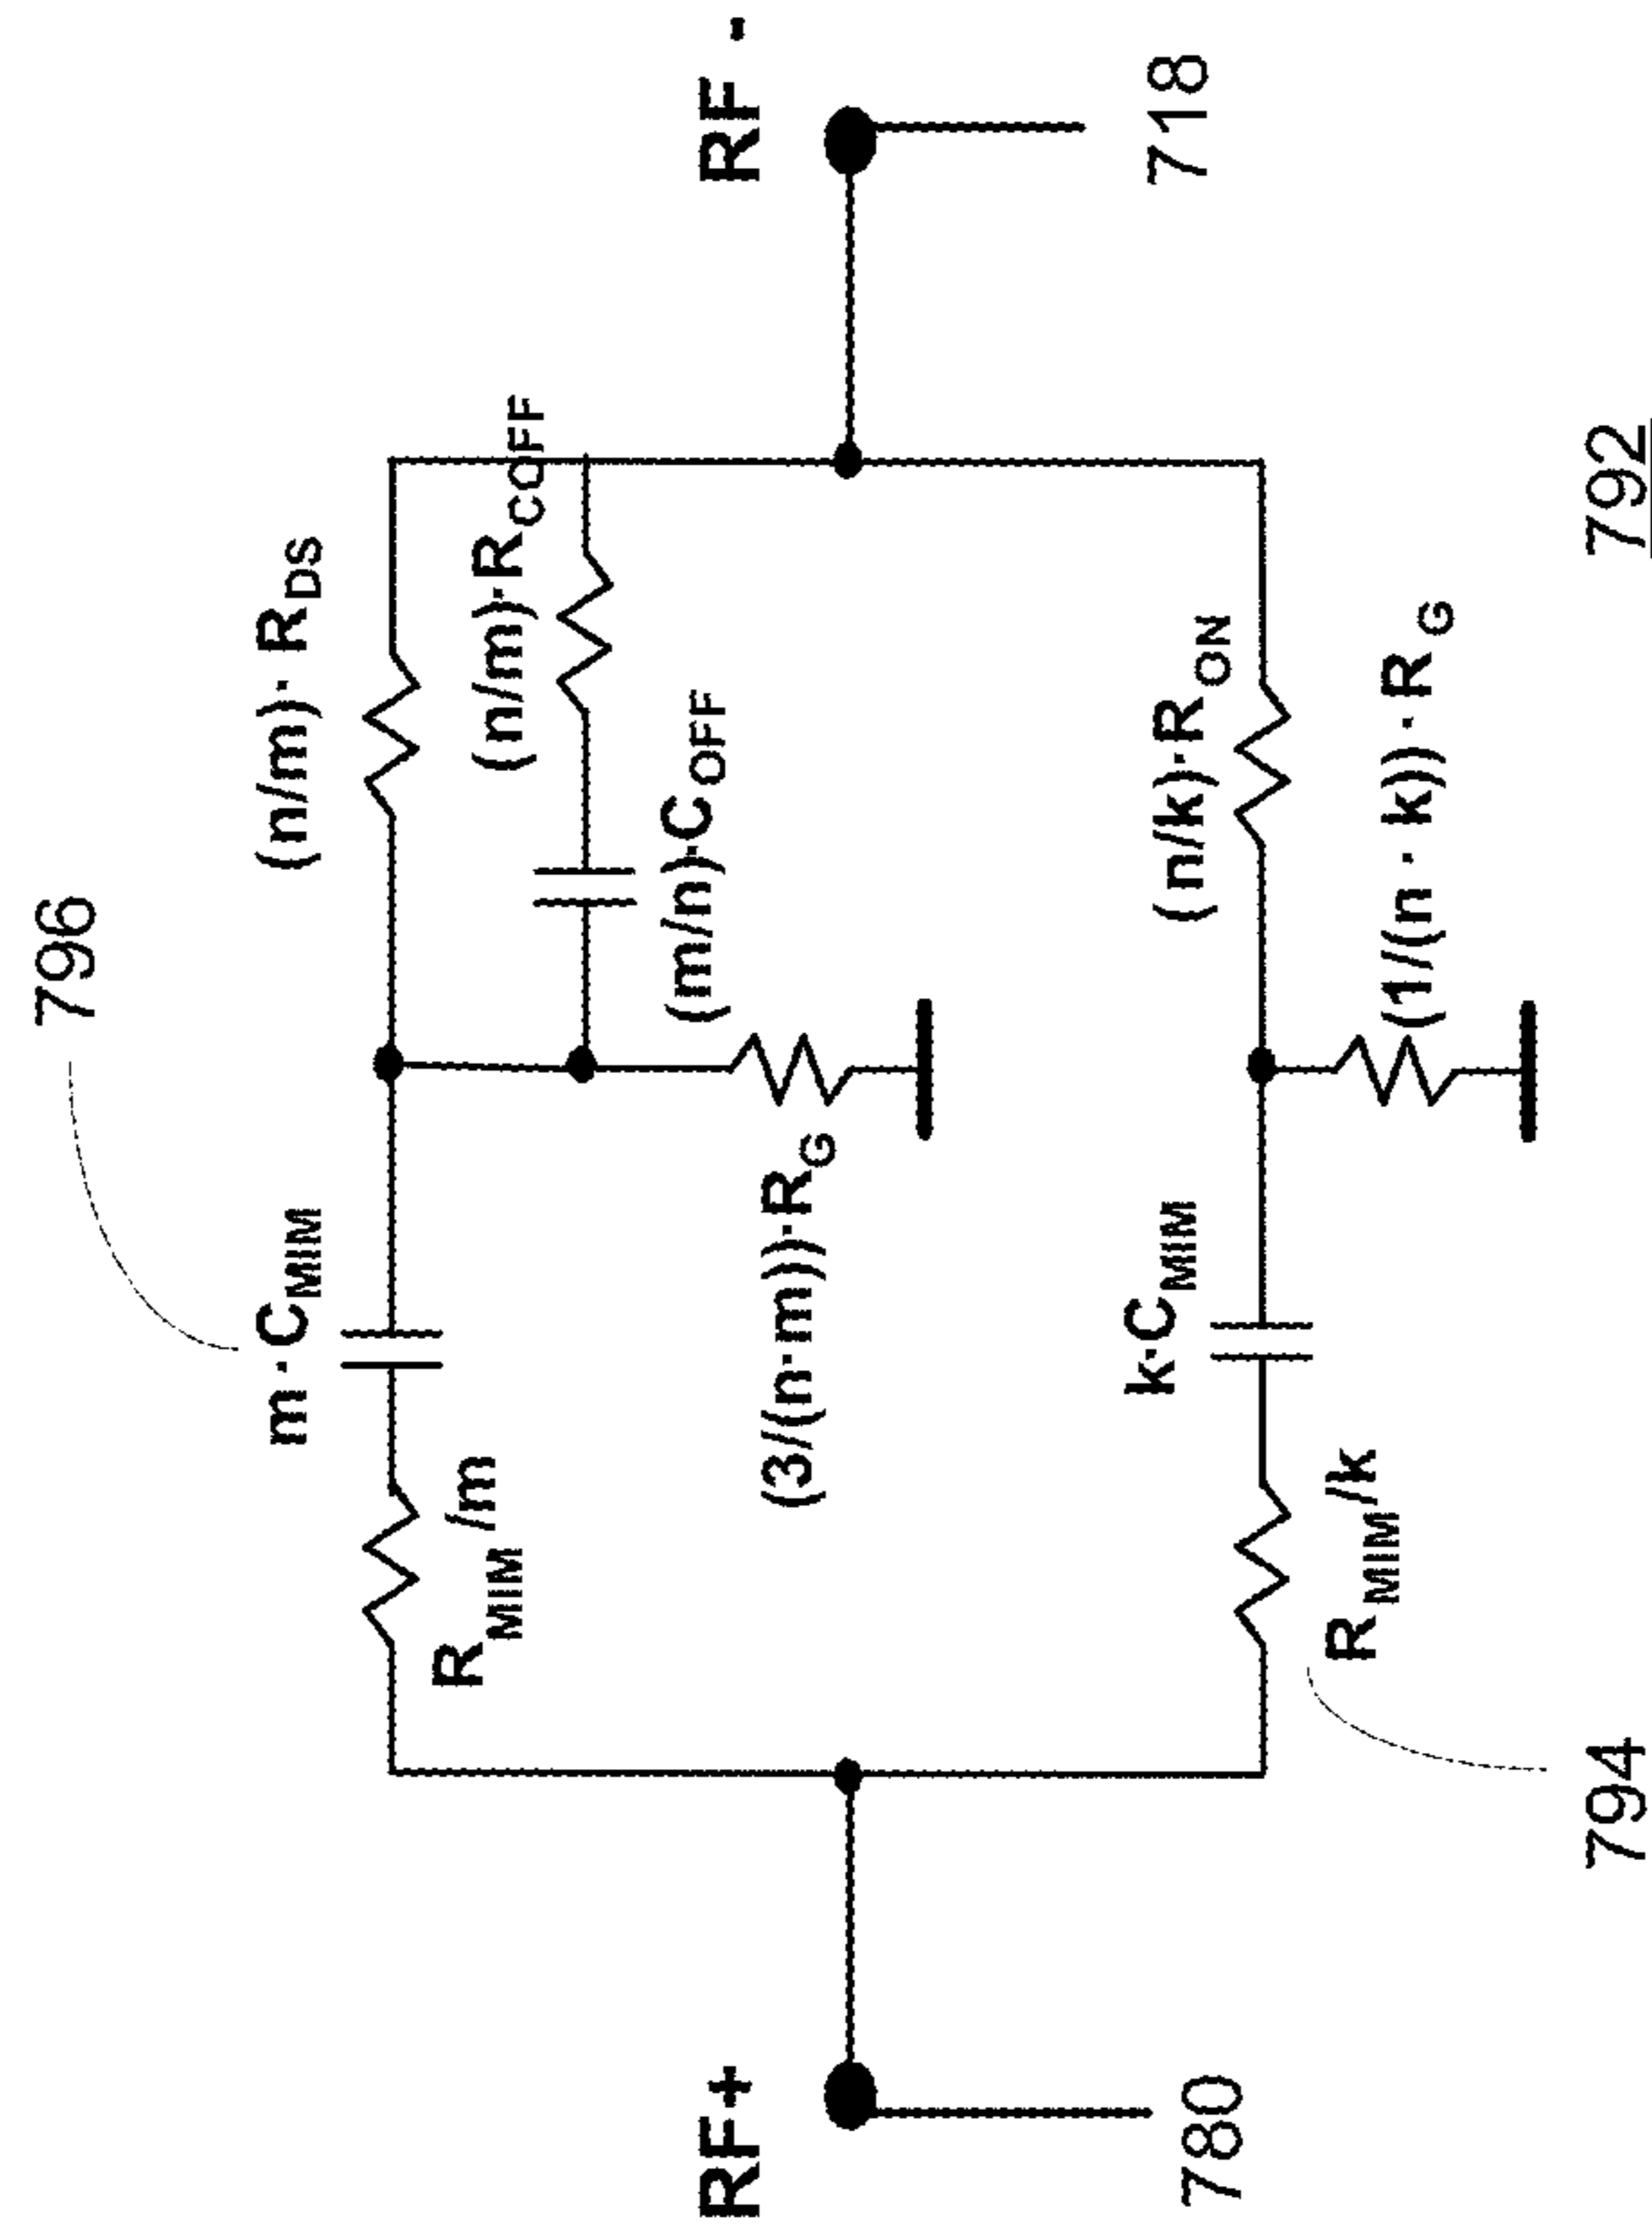 796
m · C_MIM
R_MIM/m
(n/m) · R_DS
(n/m)·R_COFF
(m/n)·C_OFF
(3/(n·m))·R_G
RF+
780
RF -
718
k·C_MIM
R_MIM/k
(n/k)·R_ON
(1/(n · k)) · R_G
794
792